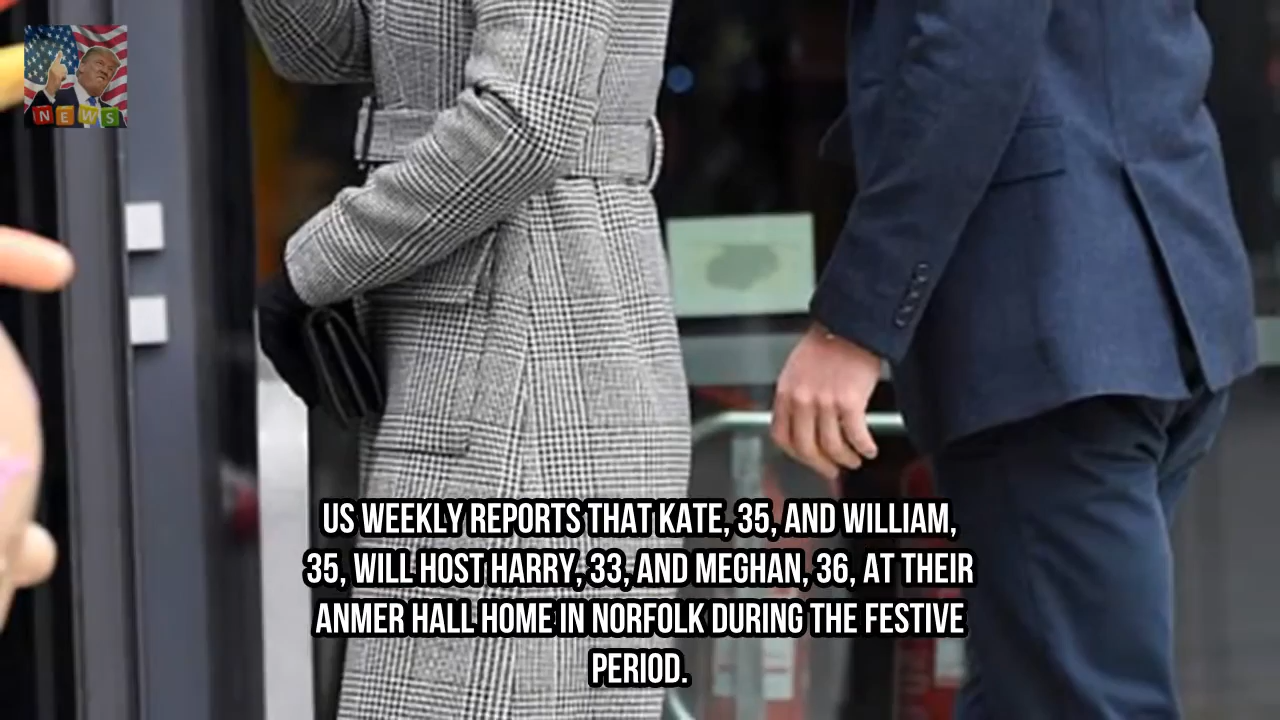 NEWS
US WEEKLY REPORTS THAT KATE, 35, AND WILLIAM,
35, WILL HOST HARRY, 33, AND MEGHAN, 36, AT THEIR
ANMER HALL HOME IN NORFOLK DURING THE FESTIVE
PERIOD.